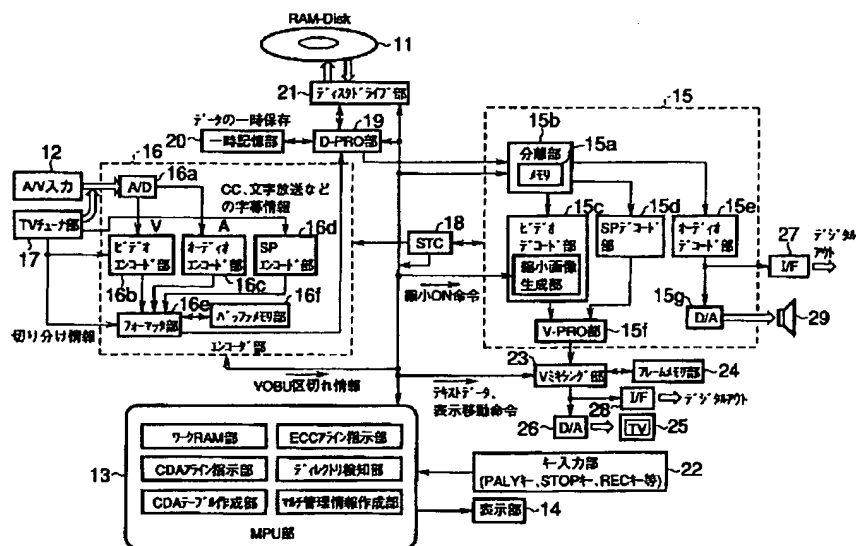 RAM-Disk
11
21
ディスクドライブ部
データの一時保存
20
一時記憶部
D-PRO部
19
12
A/V入力
16
16a
A/D
CC、文字放送など
の字幕情報
TVチューナ部
17
V
A
16d
ビデオ
エンコード部
オーディオ
エンコード部
SP
エンコード部
16b
16c
16e
16f
フォーマッタ部
バッファメモリ部
切り分け情報
エンコーダ部
VOBU区切れ情報
18
STC
縮小ON命令
15
15b
15a
分離部
メモリ
15c
15d
15e
ビデオ
デコード部
SPデコード部
オーディオ
デコード部
縮小画像
生成部
27
I/F
デジタル
アウト
15g
D/A
29
V-PRO部
15f
23
Vミキシング部
フレームメモリ部
24
テキストデータ、
表示移動命令
28
I/F
デジタルアウト
26
D/A
TV
25
13
ワークRAM部
ECCアライン指示部
CDAアライン指示部
ディレクトリ検知部
CDAテーブル作成部
マルチ管理情報作成部
MPU部
キー入力部
(PALYキー、STOPキー、RECキー等)
22
表示部
14